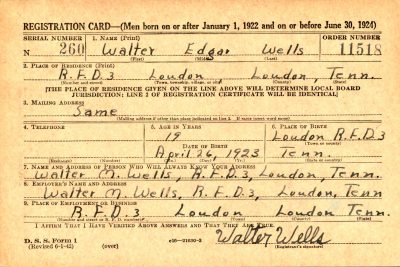 REGISTRATION CARD—(Men born on or after January 1, 1922 and on or before June 30, 1924)
SERIAL NUMBER 1. NAME (Print) ORDER NUMBER
N 260 Walter Edgar Wells 11518
(First) (Middle) (Last)
2. PLACE OF RESIDENCE (Print)
R.F.D.3 Loudon, Loudon, Tenn.
(Number and street) (Town, township, village, or city) (County) (State)
[THE PLACE OF RESIDENCE GIVEN ON THE LINE ABOVE WILL DETERMINE LOCAL BOARD
JURISDICTION; LINE 2 OF REGISTRATION CERTIFICATE WILL BE IDENTICAL]
3. MAILING ADDRESS
Same
(Mailing address if other than place indicated on line 2. If same insert word same)
4. TELEPHONE 5. AGE IN YEARS 6. PLACE OF BIRTH
19 Loudon R.F.D.3
DATE OF BIRTH (Town or county)
April 26, 1923 Tenn.
(Exchange) (Number) (Mo.) (Day) (Yr.) (State or country)
7. NAME AND ADDRESS OF PERSON WHO WILL ALWAYS KNOW YOUR ADDRESS
Walter M. Wells, R.F.D.3, Loudon, Tenn.
8. EMPLOYER'S NAME AND ADDRESS
Walter M. Wells, R.F.D.3, Loudon, Tenn
9. PLACE OF EMPLOYMENT OR BUSINESS
R.F.D.3 Loudon Loudon Tenn.
(Number and street or R. F. D. number) (Town) (County) (State)
I AFFIRM THAT I HAVE VERIFIED ABOVE ANSWERS AND THAT THEY ARE TRUE.
D. S. S. Form 1
(Revised 6-1-42) (over) Walter Wells
(Registrant's signature)